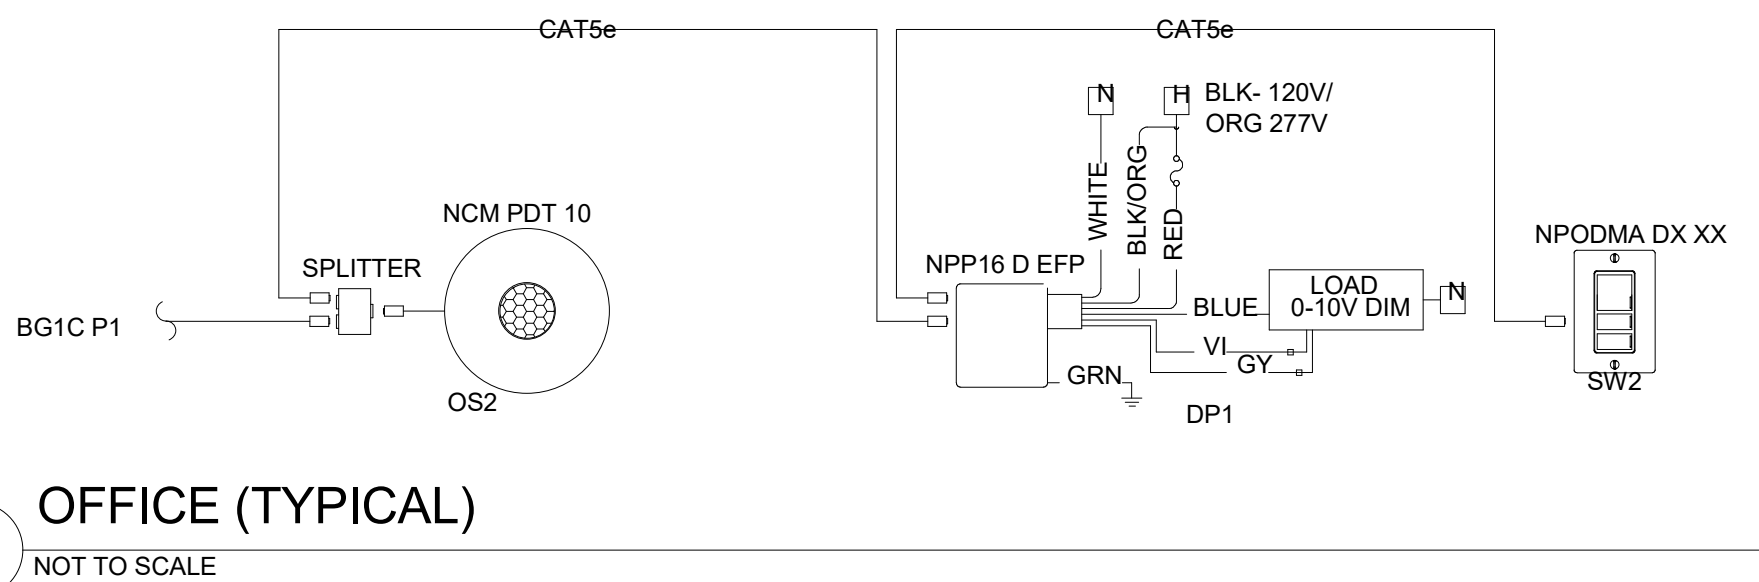 CAT5e
CAT5e
N
H
BLK- 120V/
ORG 277V
WHITE
BLK/ORG
RED
NCM PDT 10
SPLITTER
BG1C P1
OS2
NPP16 D EFP
BLUE
LOAD
0-10V DIM
N
VI
GY
GRN
DP1
NPODMA DX XX
SW2
OFFICE (TYPICAL)
NOT TO SCALE